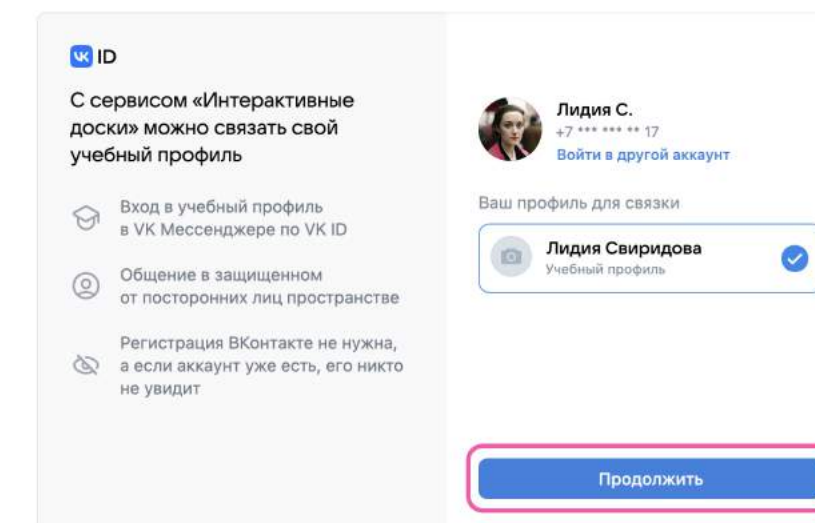 VK ID
С сервисом «Интерактивные
доски» можно связать свой
учебный профиль
Вход в учебный профиль
в VK Мессенджере по VK ID
Общение в защищенном
от посторонних лиц пространстве
Регистрация ВКонтакте не нужна,
а если аккаунт уже есть, его никто
не увидит
Лидия С.
+7 *** *** ** 17
Войти в другой аккаунт
Ваш профиль для связки
Лидия Свиридова
Учебный профиль
Продолжить